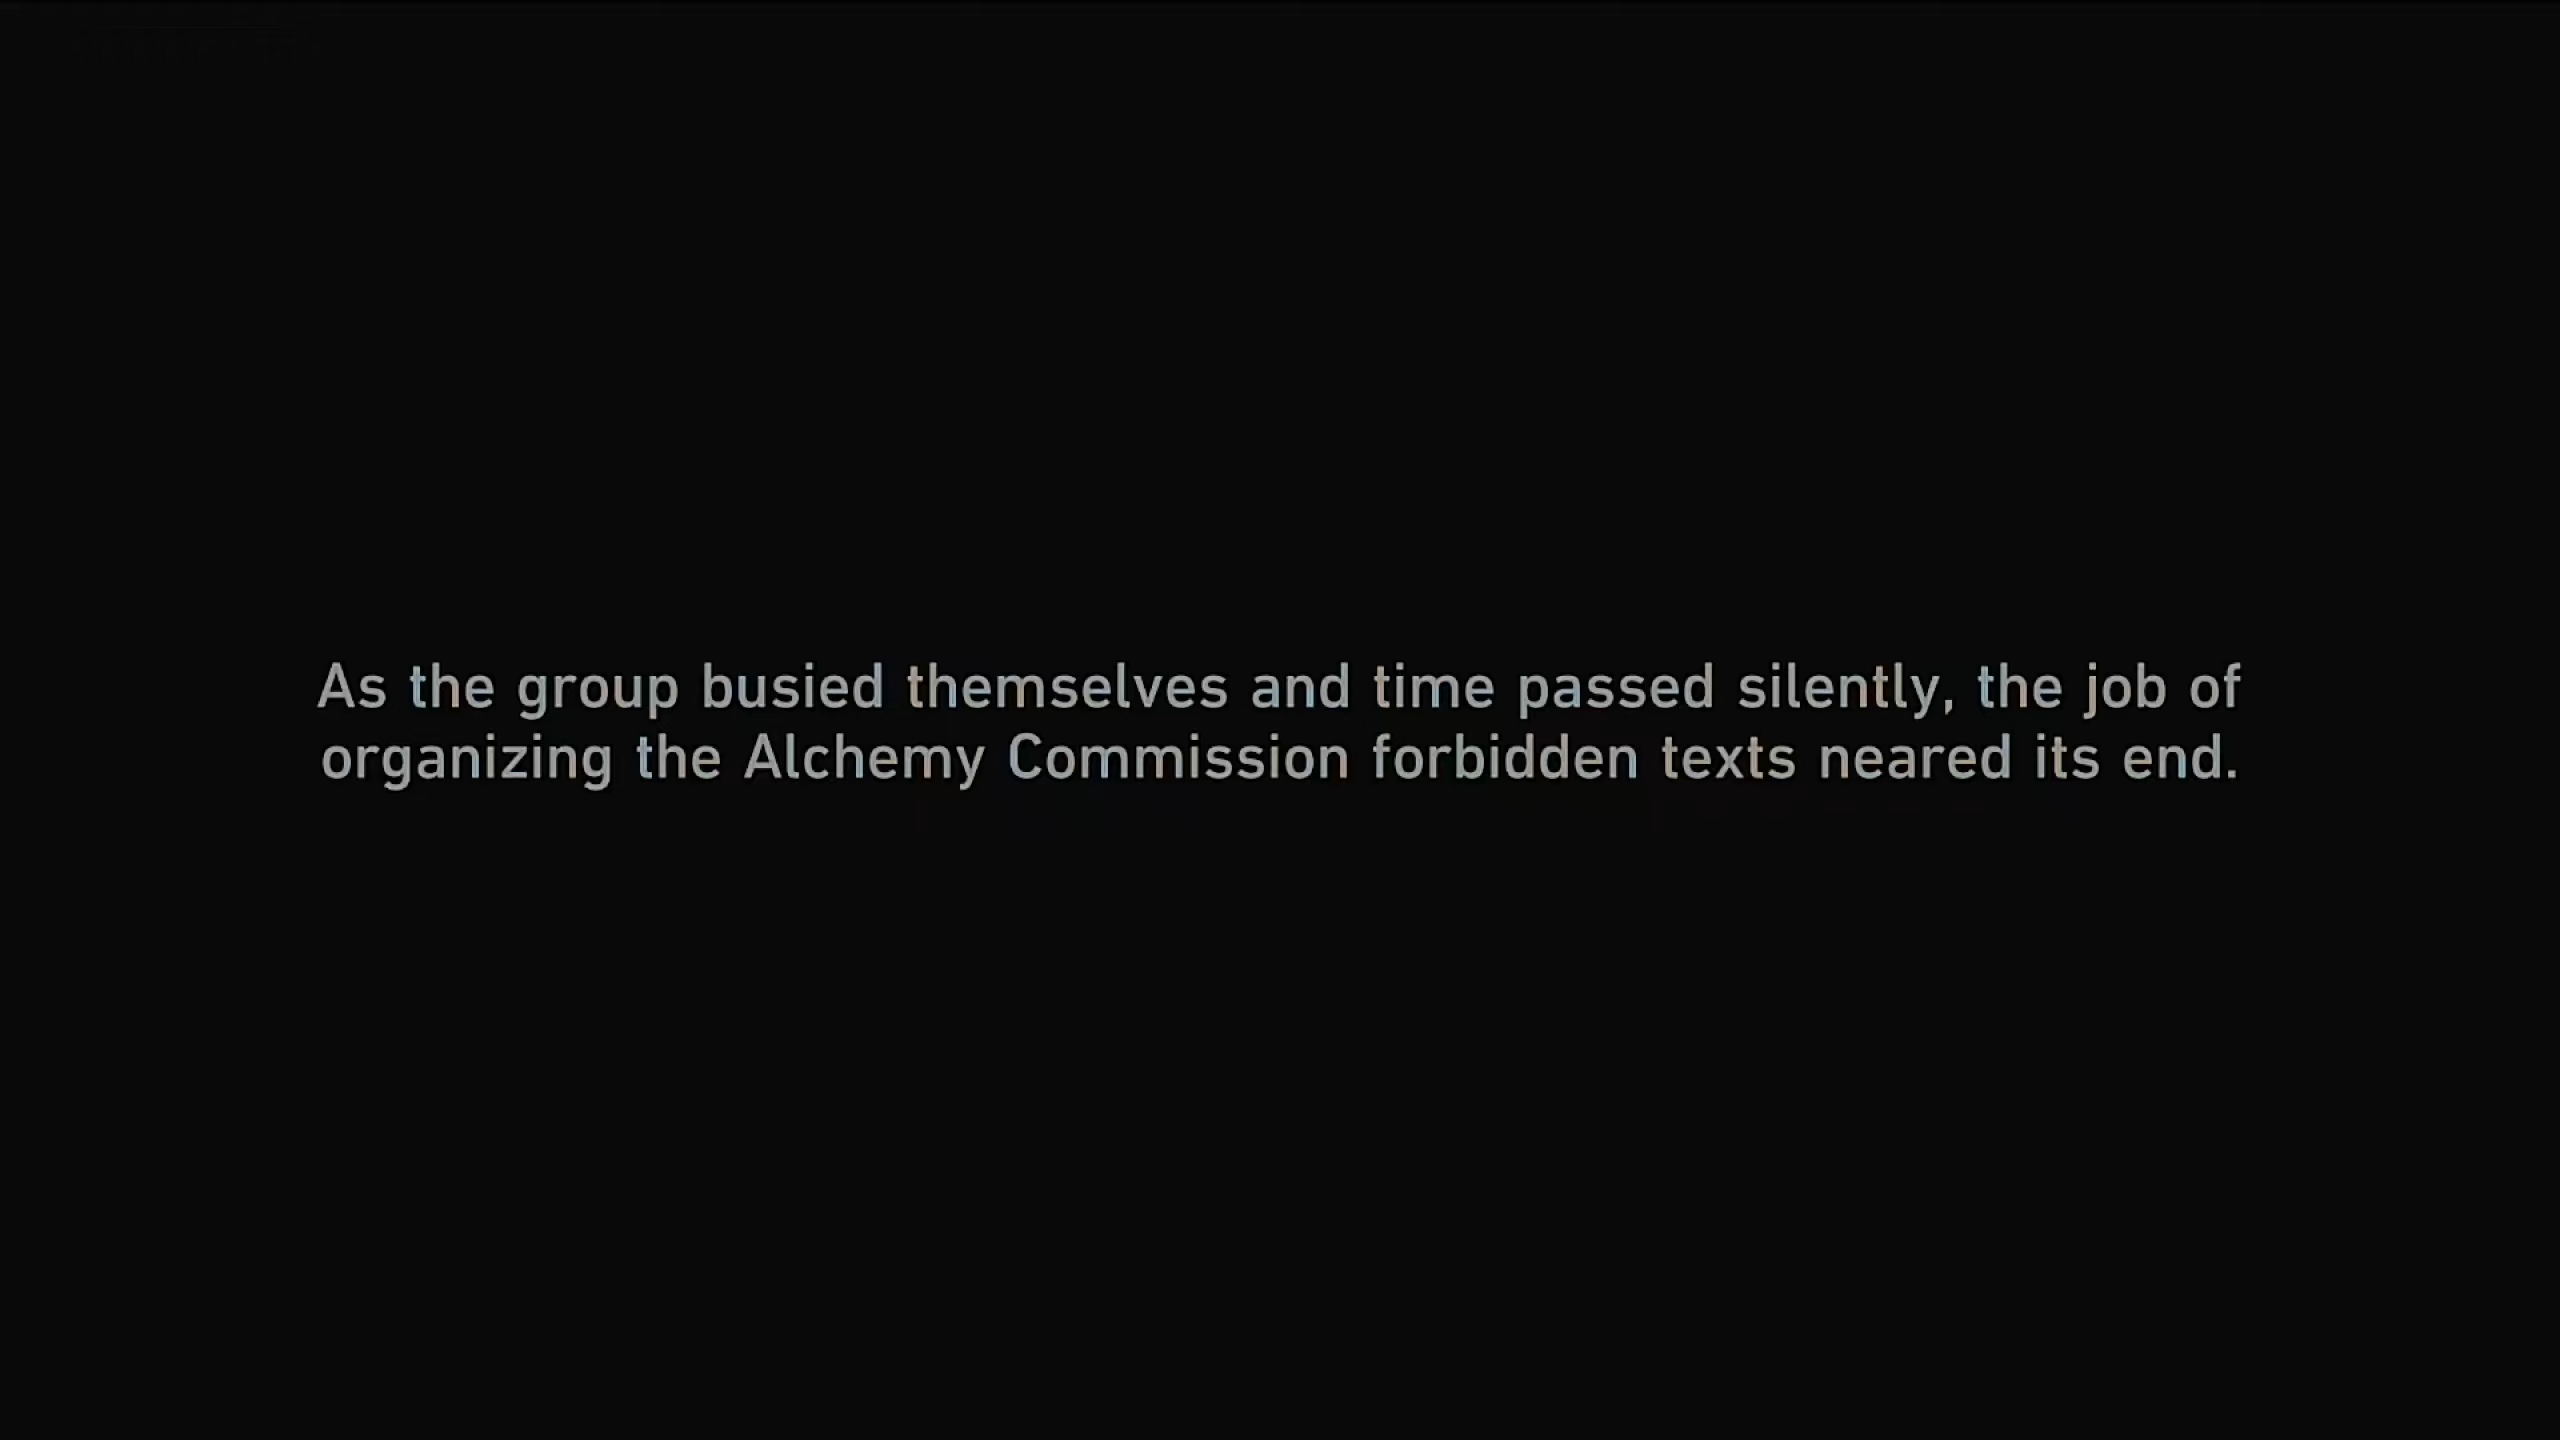 As the group busied themselves and time passed silently, the job of
organizing the Alchemy Commission forbidden texts neared its end.